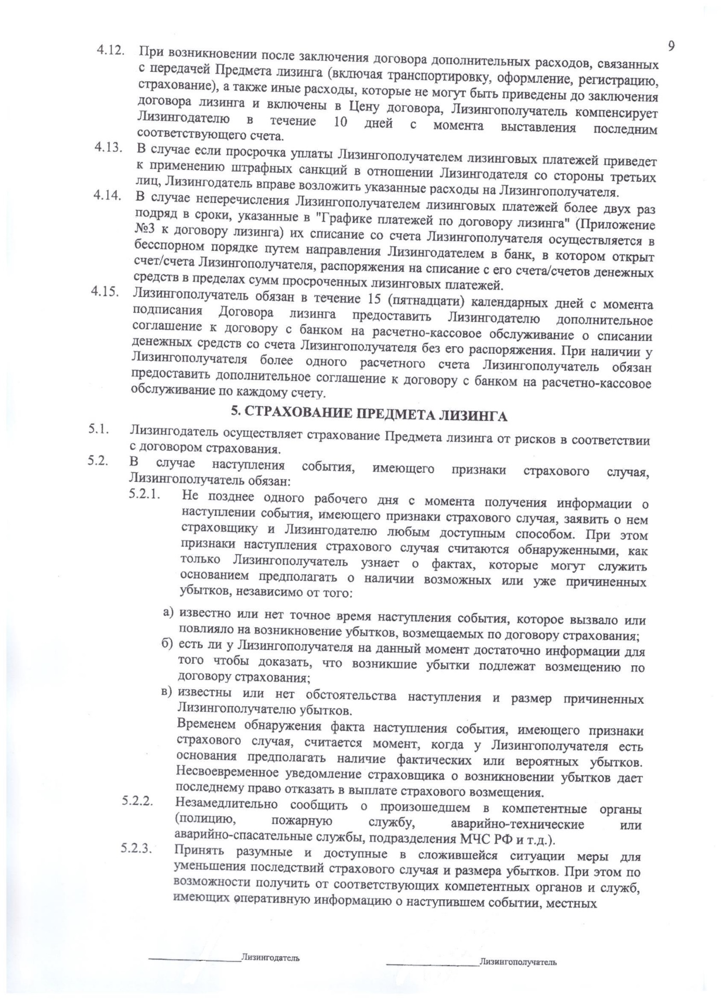 9
4.12. При возникновении после заключения договора дополнительных расходов, связанных
с передачей Предмета лизинга (включая транспортировку, оформление, регистрацию,
страхование), а также иные расходы, которые не могут быть приведены до заключения
договора лизинга и включены в Цену договора, Лизингополучатель компенсирует
Лизингодателю в течение 10 дней с момента выставления последним
соответствующего счета.
4.13. В случае если просрочка уплаты Лизингополучателем лизинговых платежей приведет
к применению штрафных санкций в отношении Лизингодателя со стороны третьих
лиц, Лизингодатель вправе возложить указанные расходы на Лизингополучателя.
4.14. В случае неперечисления Лизингополучателем лизинговых платежей более двух раз
подряд в сроки, указанные в "Графике платежей по договору лизинга" (Приложение
№3 к договору лизинга) их списание со счета Лизингополучателя осуществляется в
бесспорном порядке путем направления Лизингодателем в банк, в котором открыт
счет/счета Лизингополучателя, распоряжения на списание с его счета/счетов денежных
средств в пределах сумм просроченных лизинговых платежей.
4.15. Лизингополучатель обязан в течение 15 (пятнадцати) календарных дней с момента
подписания Договора лизинга предоставить Лизингодателю дополнительное
соглашение к договору с банком на расчетно-кассовое обслуживание о списании
денежных средств со счета Лизингополучателя без его распоряжения. При наличии у
Лизингополучателя более одного расчетного счета Лизингополучатель обязан
предоставить дополнительное соглашение к договору с банком на расчетно-кассовое
обслуживание по каждому счету.
5. СТРАХОВАНИЕ ПРЕДМЕТА ЛИЗИНГА
5.1. Лизингодатель осуществляет страхование Предмета лизинга от рисков в соответствии
с договором страхования.
5.2. В случае наступления события, имеющего признаки страхового случая,
Лизингополучатель обязан:
5.2.1. Не позднее одного рабочего дня с момента получения информации о
наступлении события, имеющего признаки страхового случая, заявить о нем
страховщику и Лизингодателю любым доступным способом. При этом
признаки наступления страхового случая считаются обнаруженными, как
только Лизингополучатель узнает о фактах, которые могут служить
основанием предполагать о наличии возможных или уже причиненных
убытков, независимо от того:
а) известно или нет точное время наступления события, которое вызвало или
повлияло на возникновение убытков, возмещаемых по договору страхования;
б) есть ли у Лизингополучателя на данный момент достаточно информации для
того чтобы доказать, что возникшие убытки подлежат возмещению по
договору страхования;
в) известны или нет обстоятельства наступления и размер причиненных
Лизингополучателю убытков.
Временем обнаружения факта наступления события, имеющего признаки
страхового случая, считается момент, когда у Лизингополучателя есть
основания предполагать наличие фактических или вероятных убытков.
Несвоевременное уведомление страховщика о возникновении убытков дает
последнему право отказать в выплате страхового возмещения.
5.2.2. Незамедлительно сообщить о произошедшем в компетентные органы
(полицию, пожарную службу, аварийно-технические или
аварийно-спасательные службы, подразделения МЧС РФ и т.д.).
5.2.3. Принять разумные и доступные в сложившейся ситуации меры для
уменьшения последствий страхового случая и размера убытков. При этом по
возможности получить от соответствующих компетентных органов и служб,
имеющих оперативную информацию о наступившем событии, местных
______________Лизингодатель ______________Лизингополучатель